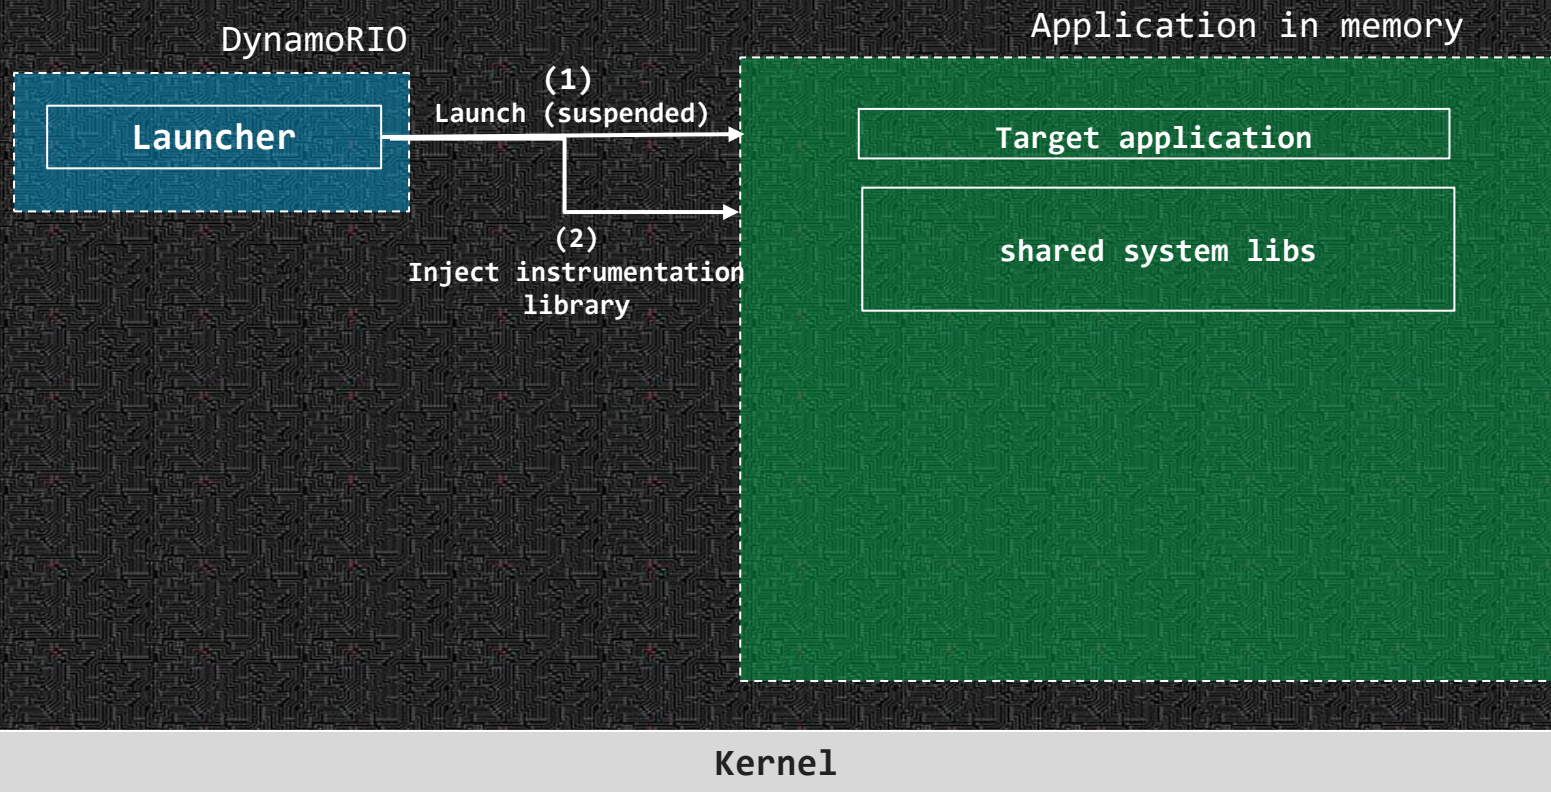 DynamoRIO
Application in memory
Launcher
(1)
Launch (suspended)
Target application
(2)
Inject instrumentation
library
shared system libs
Kernel